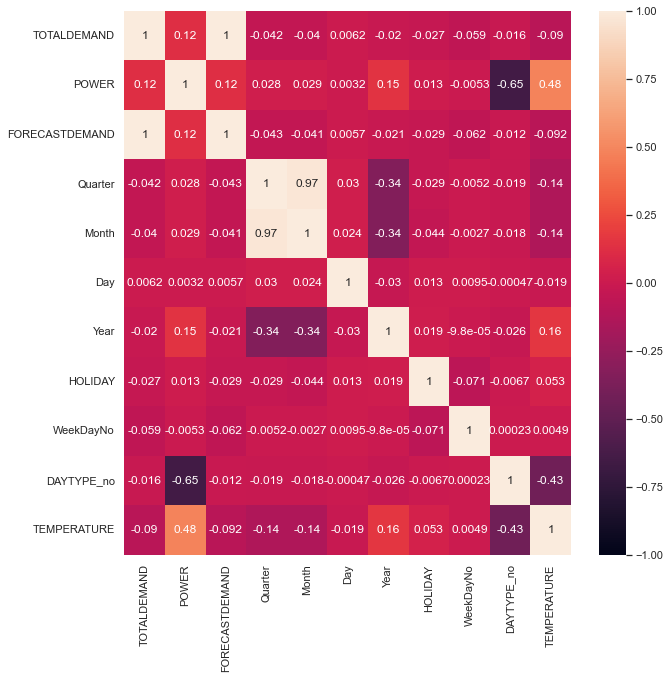 TOTALDEMAND 1 0.12 1 -0.042 -0.04 0.0062 -0.02 -0.027 -0.059 -0.016 -0.09
POWER 0.12 1 0.12 0.028 0.029 0.0032 0.15 0.013 -0.0053 -0.65 0.48
FORECASTDEMAND 1 0.12 1 -0.043 -0.041 0.0057 -0.021 -0.029 -0.062 -0.012 -0.092
Quarter -0.042 0.028 -0.043 1 0.97 0.03 -0.34 -0.029 -0.0052 -0.019 -0.14
Month -0.04 0.029 -0.041 0.97 1 0.024 -0.34 -0.044 -0.0027 -0.018 -0.14
Day 0.0062 0.0032 0.0057 0.03 0.024 1 -0.03 0.013 0.0095 -0.00047 -0.019
Year -0.02 0.15 -0.021 -0.34 -0.34 -0.03 1 0.019 -9.8e-05 -0.026 0.16
HOLIDAY -0.027 0.013 -0.029 -0.029 -0.044 0.013 0.019 1 -0.071 -0.0067 0.053
WeekDayNo -0.059 -0.0053 -0.062 -0.0052 -0.0027 0.0095 -9.8e-05 -0.071 1 0.00023 0.0049
DAYTYPE_no -0.016 -0.65 -0.012 -0.019 -0.018 -0.00047 -0.026 -0.0067 0.00023 1 -0.43
TEMPERATURE -0.09 0.48 -0.092 -0.14 -0.14 -0.019 0.16 0.053 0.0049 -0.43 1
TOTALDEMAND
POWER
FORECASTDEMAND
Quarter
Month
Day
Year
HOLIDAY
WeekDayNo
DAYTYPE_no
TEMPERATURE
1.00
0.75
0.50
0.25
0.00
−0.25
−0.50
−0.75
−1.00